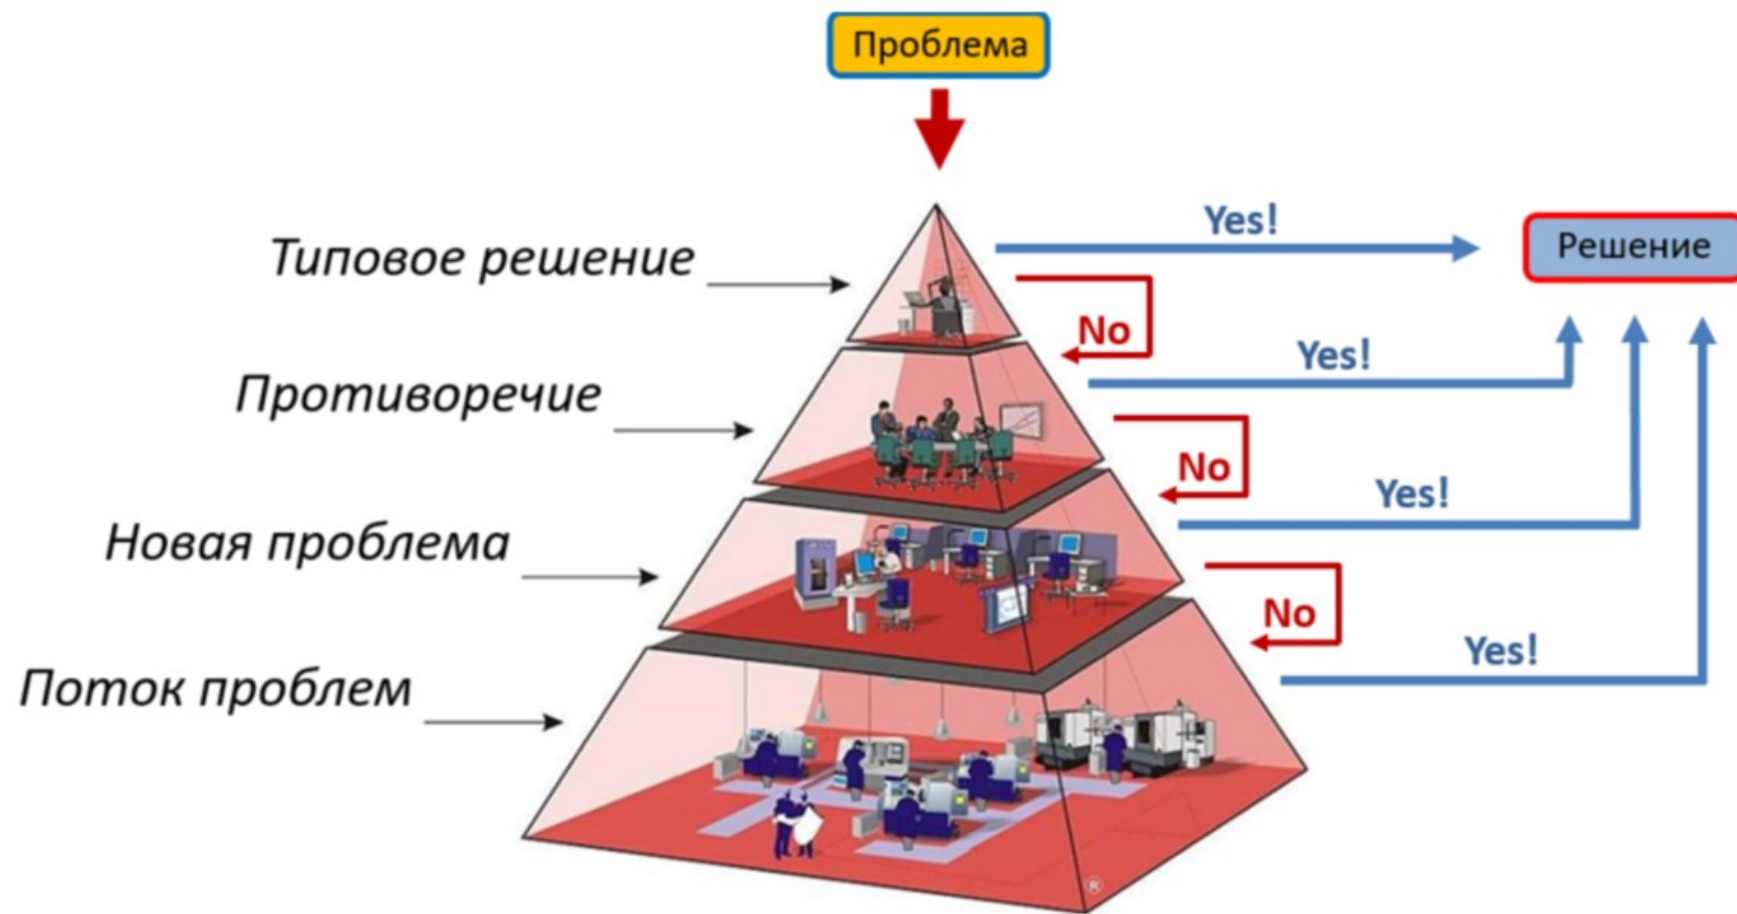 Проблема
Типовое решение
Yes!
Решение
No
Yes!
Противоречие
No
Yes!
Новая проблема
No
Yes!
Поток проблем
®